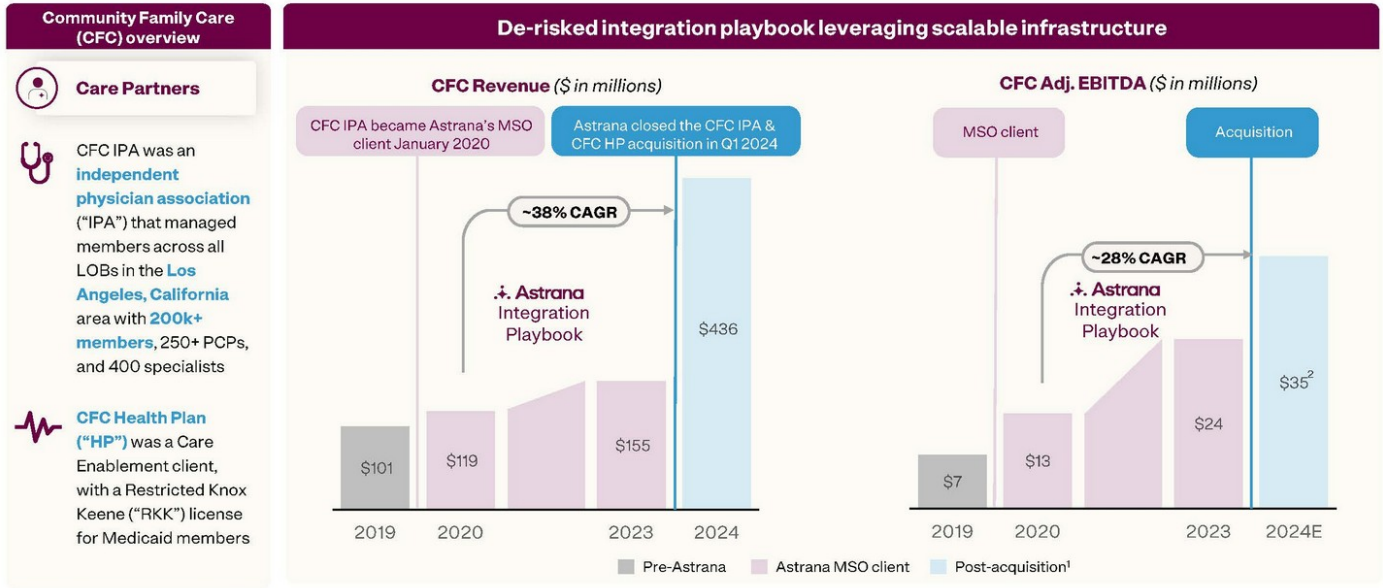 Community Family Care
(CFC) overview
Care Partners
CFC IPA was an
independent
physician association
(“IPA”) that managed
members across all
LOBs in the Los
Angeles, California
area with 200k+
members, 250+ PCPs,
and 400 specialists
CFC Health Plan
(“HP”) was a Care
Enablement client,
with a Restricted Knox
Keene (“RKK”) license
for Medicaid members
De-risked integration playbook leveraging scalable infrastructure
CFC Revenue ($ in millions)
CFC IPA became Astrana’s MSO
client January 2020
Astrana closed the CFC IPA &
CFC HP acquisition in Q1 2024
~38% CAGR
Astrana
Integration
Playbook
$101
$119
$155
$436
2019
2020
2023
2024
CFC Adj. EBITDA ($ in millions)
MSO client
Acquisition
~28% CAGR
Astrana
Integration
Playbook
$7
$13
$24
$35²
2019
2020
2023
2024E
Pre-Astrana
Astrana MSO client
Post-acquisition¹